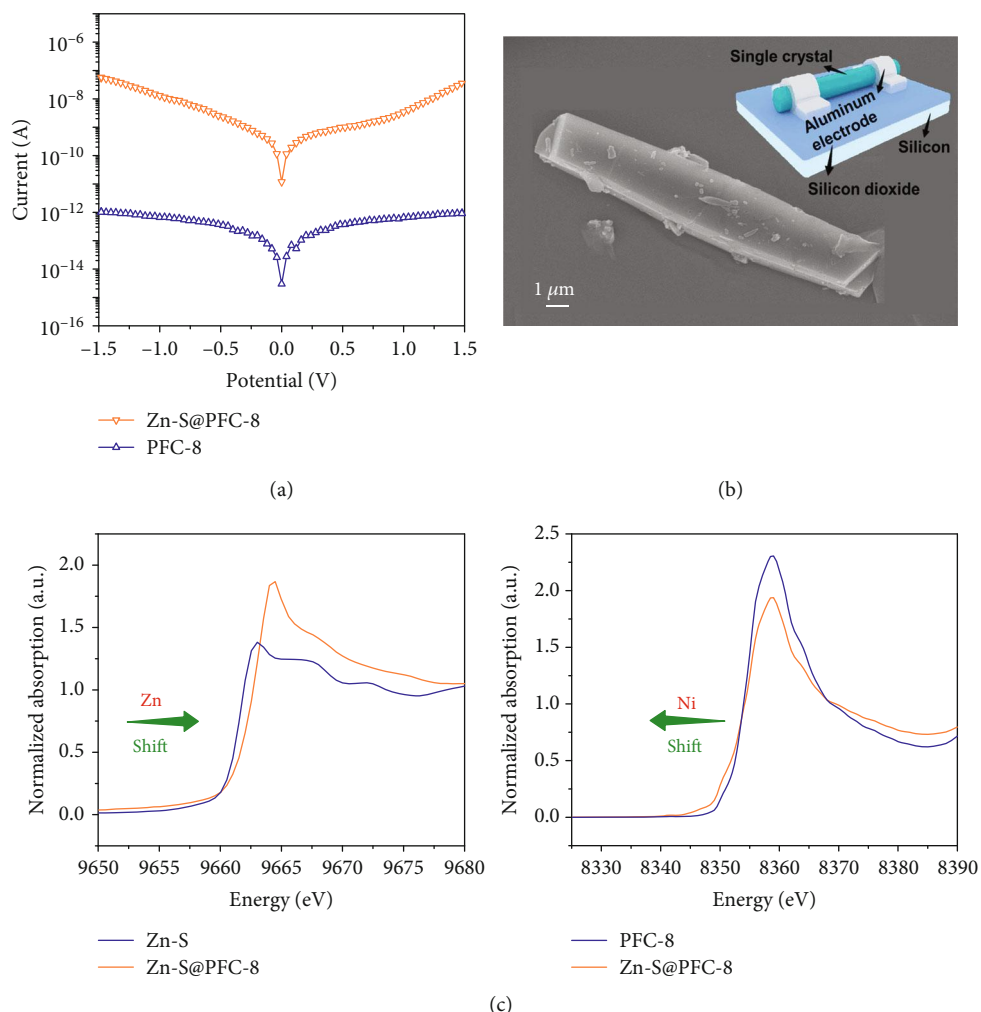 10⁻⁶
10⁻⁸
10⁻¹⁰
10⁻¹²
10⁻¹⁴
10⁻¹⁶
Current (A)
−1.5 −1.0 −0.5 0.0 0.5 1.0 1.5
Potential (V)
Zn-S@PFC-8
PFC-8
(a)
Single crystal
Aluminum
electrode
Silicon
Silicon dioxide
1 μm
(b)
2.0
1.5
1.0
0.5
0.0
Normalized absorption (a.u.)
Zn
Shift
9650 9655 9660 9665 9670 9675 9680
Energy (eV)
Zn-S
Zn-S@PFC-8
2.5
2.0
1.5
1.0
0.5
0.0
Normalized absorption (a.u.)
Ni
Shift
8330 8340 8350 8360 8370 8380 8390
Energy (eV)
PFC-8
Zn-S@PFC-8
(c)